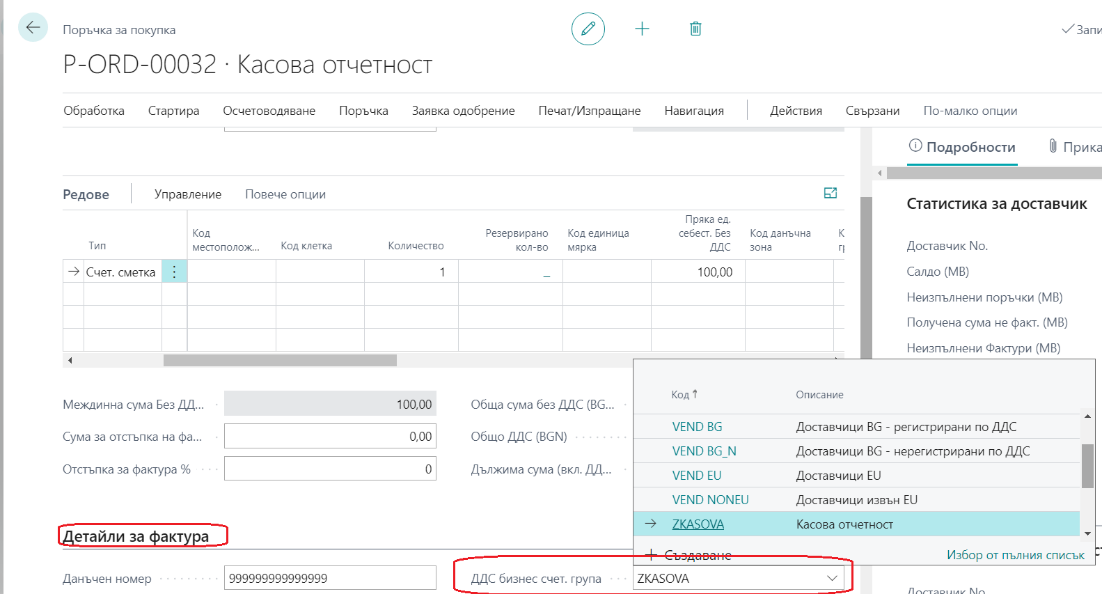 Поръчка за покупка
Запи
P-ORD-00032 · Касова отчетност
Обработка Стартира Осчетоводяване Поръчка Заявка одобрение Печат/Изпращане Навигация Действия Свързани По-малко опции
Подробности Прика
Редове Управление Повече опции
Статистика за доставчик
Тип
Код
местополож...
Код клетка
Количество
Резервирано
кол-во
Код единица
мярка
Пряка ед.
себест. Без
ДДС
Код данъчна
зона
К
г
Счет. сметка 1 _ 100,00
Доставчик No.
Салдо (MB)
Неизпълнени поръчки (MB)
Получена сума не факт. (MB)
Неизпълнени Фактури (MB)
Междинна сума Без ДД... 100,00
Сума за отстъпка на фа... 0,00
Отстъпка за фактура % 0
Обща сума без ДДС (BG...
Общо ДДС (BGN)
Дължима сума (вкл. ДД...
Код ↑ Описание
VEND BG Доставчици BG - регистрирани по ДДС
VEND BG_N Доставчици BG - нерегистрирани по ДДС
VEND EU Доставчици EU
VEND NONEU Доставчици извън EU
ZKASOVA Касова отчетност
+ Създаване Избор от пълния списък
Детайли за фактура
Данъчен номер 999999999999999
ДДС бизнес счет. група ZKASOVA
Доставчик No.